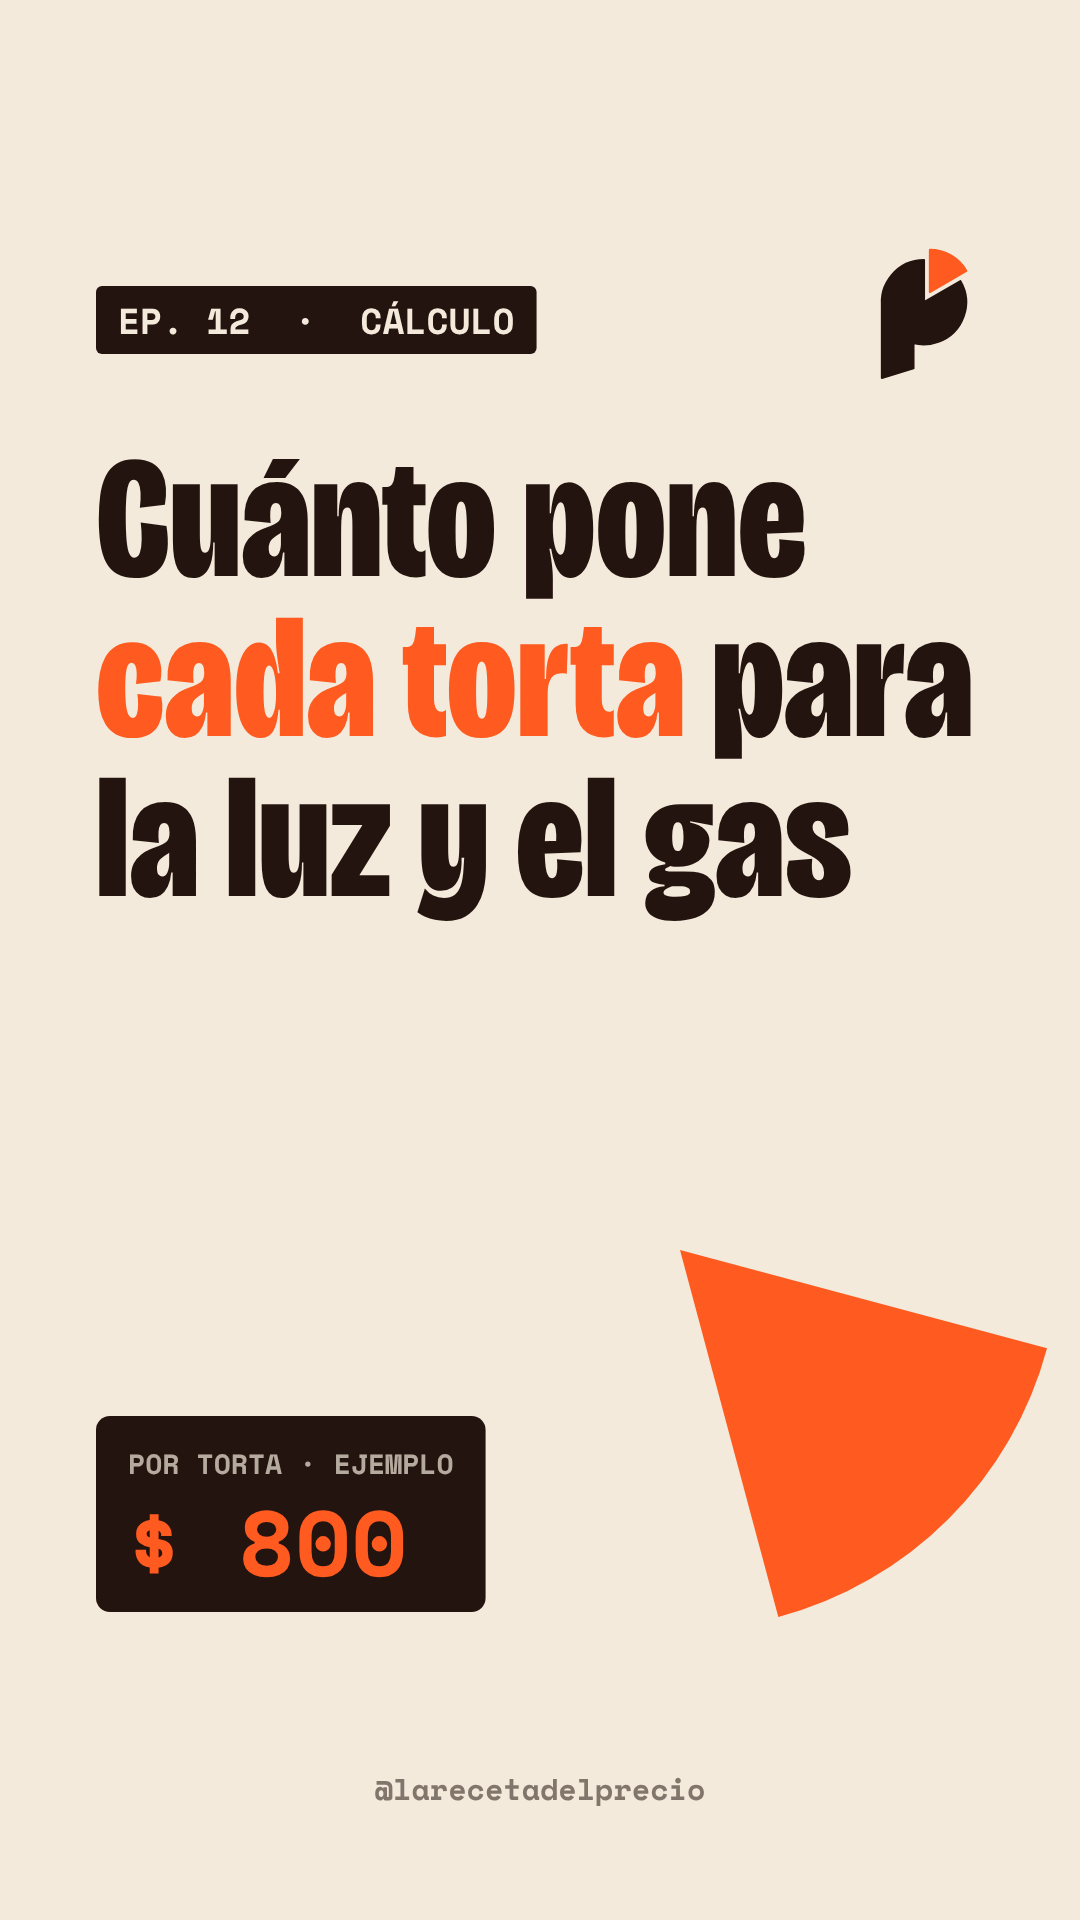 EP. 12 · CÁLCULO
Cuánto pone
cada torta para
la luz y el gas
POR TORTA · EJEMPLO
$ 800
@larecetadelprecio